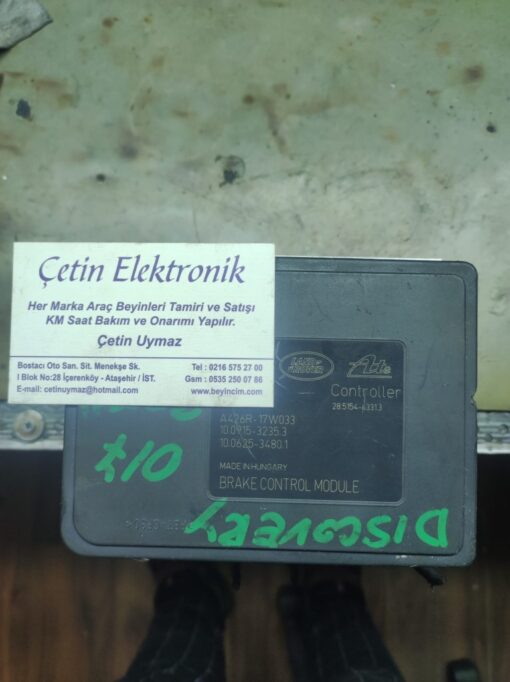 Çetin Elektronik
Her Marka Araç Beyinleri Tamiri ve Satışı
KM Saat Bakım ve Onarımı Yapılır.
Çetin Uymaz
Bostacı Oto San. Sit. Menekşe Sk.
I Blok No:28 İçerenköy - Ataşehir / İST.
E-mail: cetinuymaz@hotmail.com
Tel : 0216 575 27 00
Gsm : 0535 250 07 86
www.beyincim.com
LAND ROVER
Ate
Controller
28.5154-63313
A426R-17W033
10.0915-3235.3
10.0625-3480.1
MADE IN HUNGARY
BRAKE CONTROL MODULE
DISCOVERY